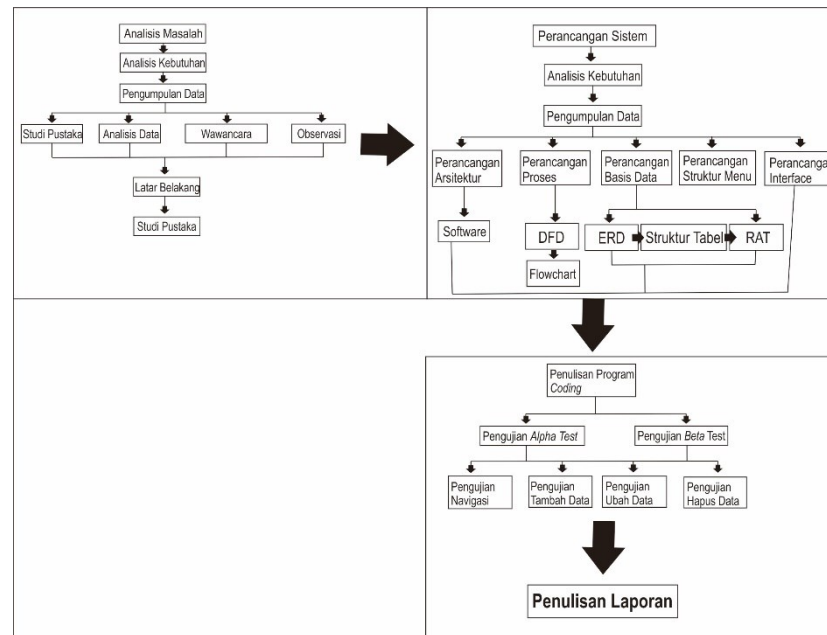 Analisis Masalah
Analisis Kebutuhan
Pengumpulan Data
Studi Pustaka
Analisis Data
Wawancara
Observasi
Latar Belakang
Studi Pustaka
Perancangan Sistem
Analisis Kebutuhan
Pengumpulan Data
Perancangan
Arsitektur
Perancangan
Proses
Perancangan
Basis Data
Perancangan
Struktur Menu
Perancangan
Interface
Software
DFD
ERD
Struktur Tabel
RAT
Flowchart
Penulisan Program
Coding
Pengujian Alpha Test
Pengujian Beta Test
Pengujian
Navigasi
Pengujian
Tambah Data
Pengujian
Ubah Data
Pengujian
Hapus Data
Penulisan Laporan